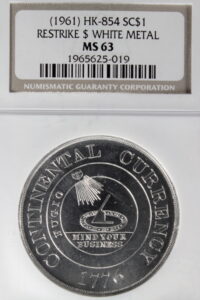 (1961) HK-854 SC$1
RESTRIKE $ WHITE METAL
MS 63
1965625-019
NUMISMATIC GUARANTY CORPORATION
CONTINENTAL CURRENCY
FUGIO
MIND YOUR
BUSINESS
1776